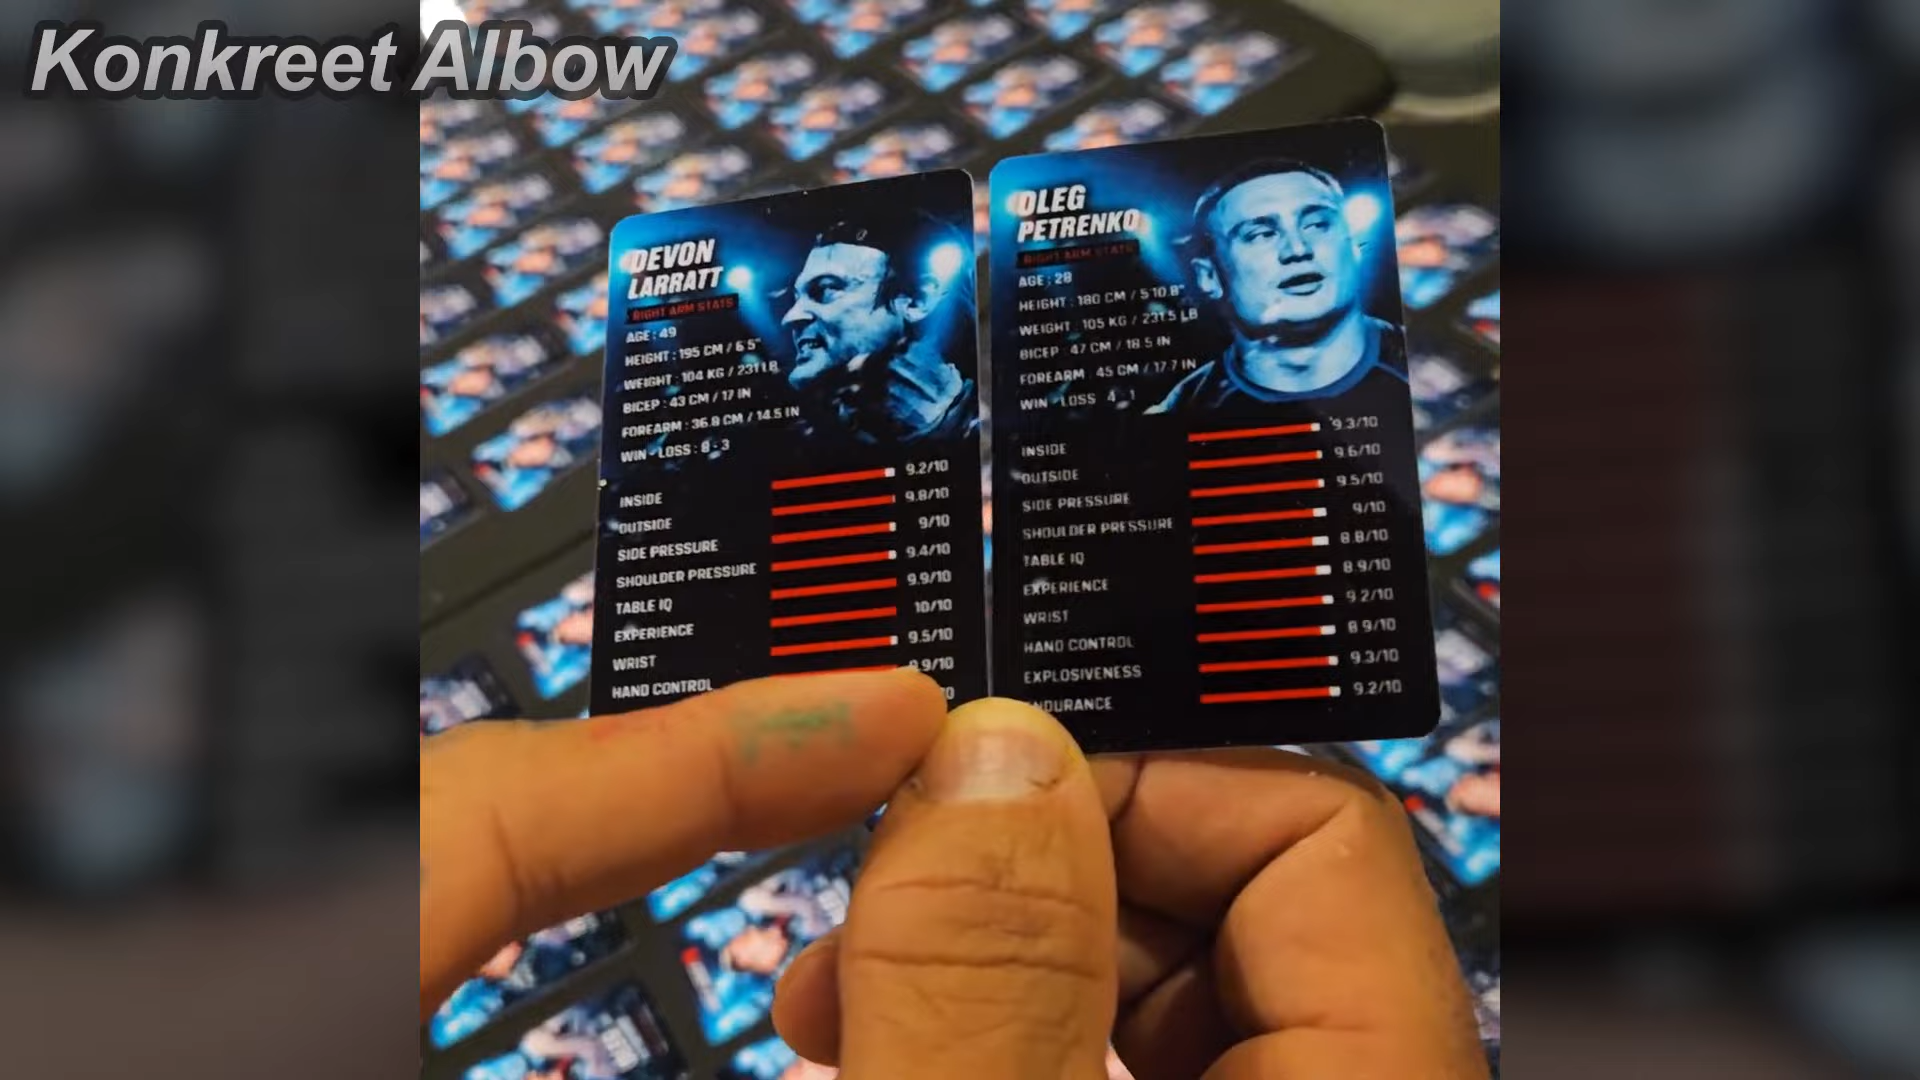 Konkreet Albow
DEVON
LARRATT
RIGHT ARM STATS
AGE : 49
HEIGHT : 195 CM / 6'5"
WEIGHT : 104 KG / 231 LB
BICEP : 43 CM / 17 IN
FOREARM : 36.8 CM / 14.5 IN
WIN - LOSS : 8 - 3
INSIDE 9.2/10
OUTSIDE 9.8/10
SIDE PRESSURE 9/10
SHOULDER PRESSURE 9.4/10
TABLE IQ 9.9/10
EXPERIENCE 10/10
WRIST 9.5/10
HAND CONTROL 9.9/10
OLEG
PETRENKO
RIGHT ARM STATS
AGE : 28
HEIGHT : 180 CM / 5'10.8"
WEIGHT : 105 KG / 231.5 LB
BICEP : 47 CM / 18.5 IN
FOREARM : 45 CM / 17.7 IN
WIN - LOSS : 4 - 1
INSIDE 9.3/10
OUTSIDE 9.6/10
SIDE PRESSURE 9.5/10
SHOULDER PRESSURE 9/10
TABLE IQ 8.8/10
EXPERIENCE 8.9/10
WRIST 9.2/10
HAND CONTROL 8.9/10
EXPLOSIVENESS 9.3/10
ENDURANCE 9.2/10